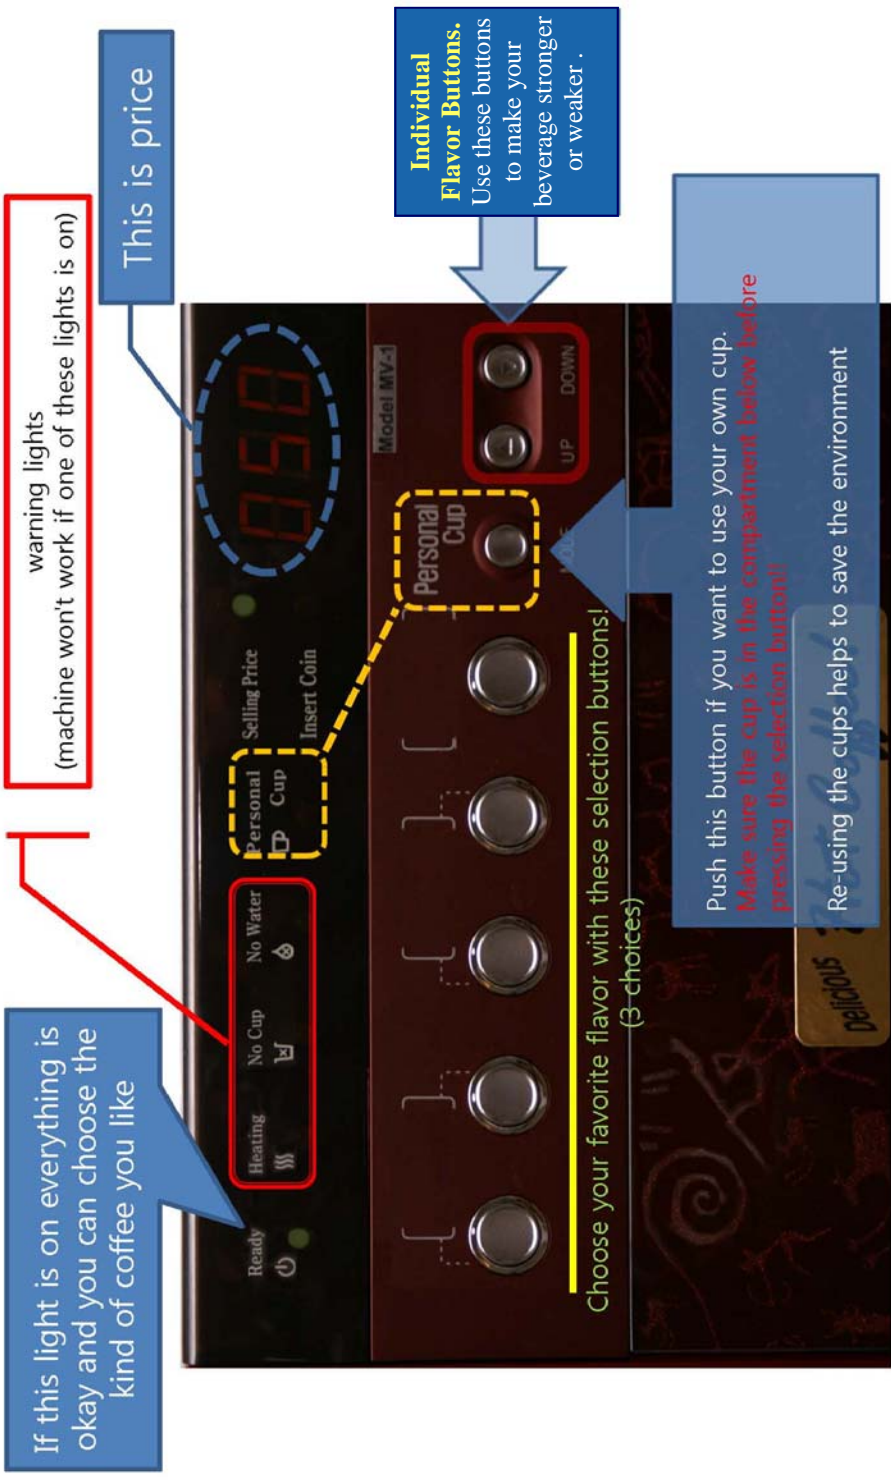 If this light is on everything is
okay and you can choose the
kind of coffee you like
warning lights
(machine won't work if one of these lights is on)
This is price
Ready
Heating
No Cup
No Water
Personal
Cup
Selling Price
Insert Coin
050
Model MV-1
Personal
Cup
MODE
UP
DOWN
Individual
Flavor Buttons.
Use these buttons
to make your
beverage stronger
or weaker .
Choose your favorite flavor with these selection buttons!
(3 choices)
Push this button if you want to use your own cup.
Make sure the cup is in the compartment below before
pressing the selection button!!
Re-using the cups helps to save the environment
Delicious Hot Coffee!